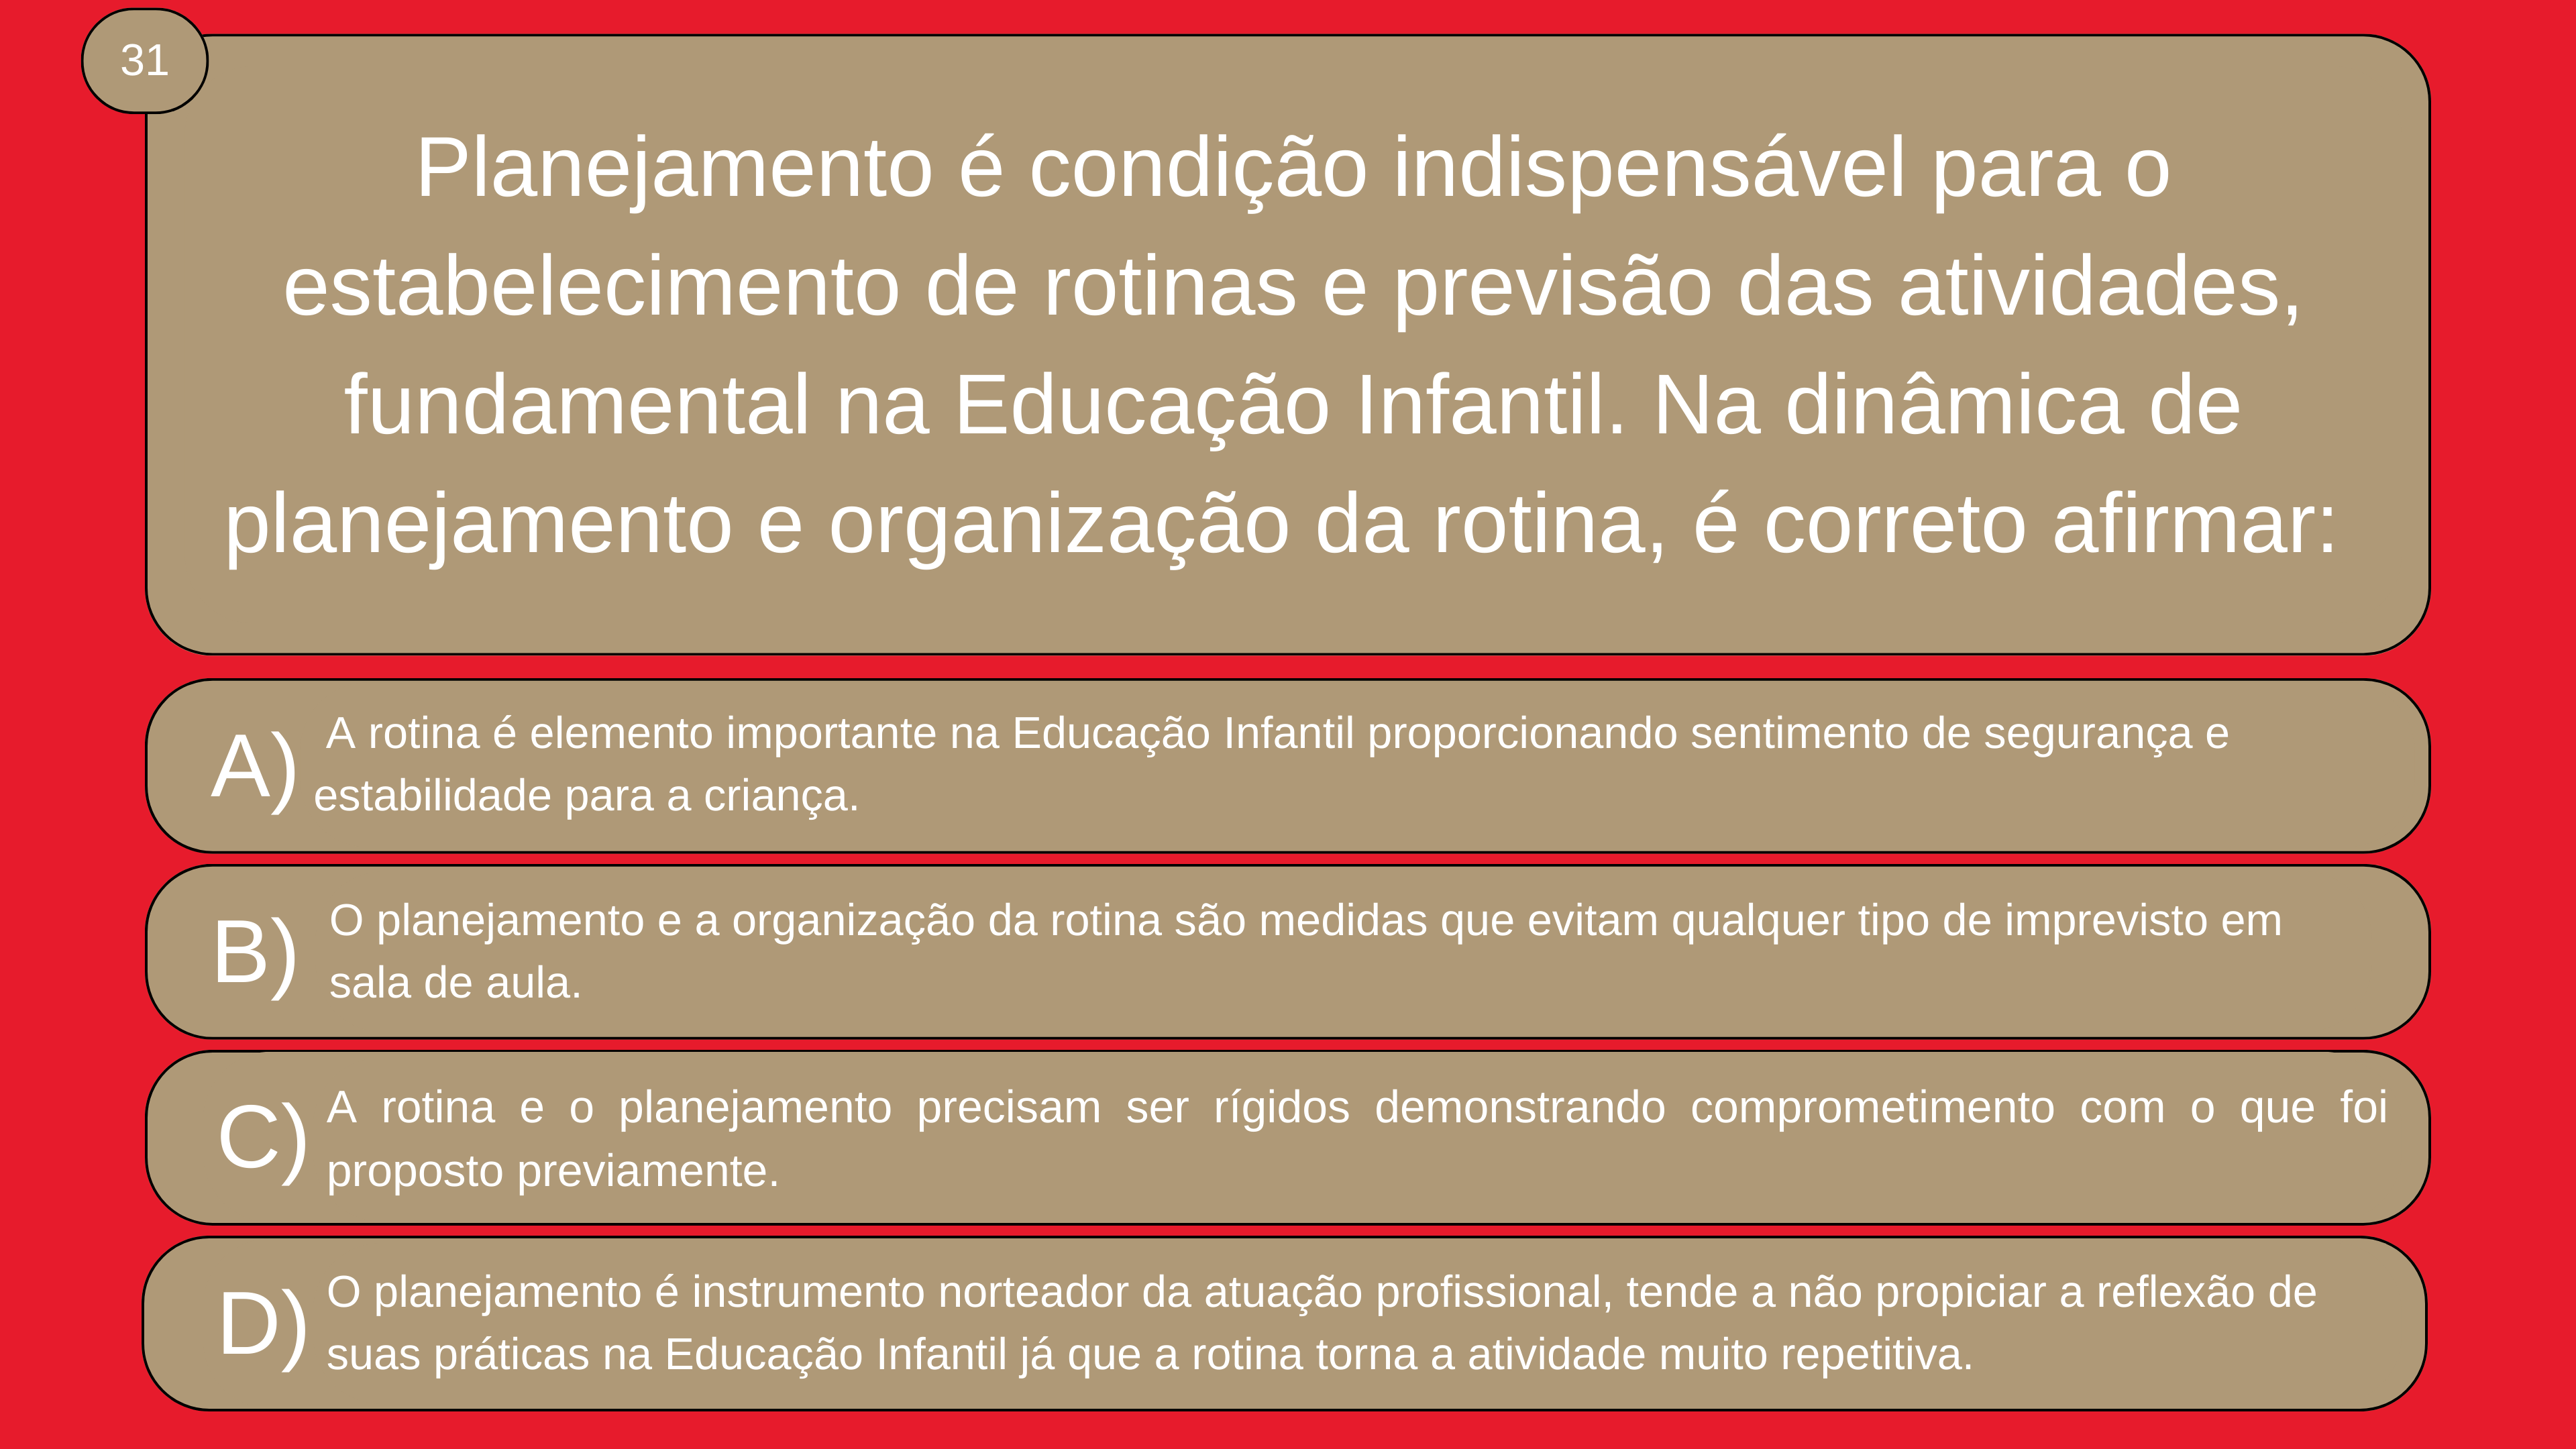 31
Planejamento é condição indispensável para o
estabelecimento de rotinas e previsão das atividades,
fundamental na Educação Infantil. Na dinâmica de
planejamento e organização da rotina, é correto afirmar:
A) A rotina é elemento importante na Educação Infantil proporcionando sentimento de segurança e
estabilidade para a criança.
B) O planejamento e a organização da rotina são medidas que evitam qualquer tipo de imprevisto em
sala de aula.
C) A rotina e o planejamento precisam ser rígidos demonstrando comprometimento com o que foi
proposto previamente.
D) O planejamento é instrumento norteador da atuação profissional, tende a não propiciar a reflexão de
suas práticas na Educação Infantil já que a rotina torna a atividade muito repetitiva.